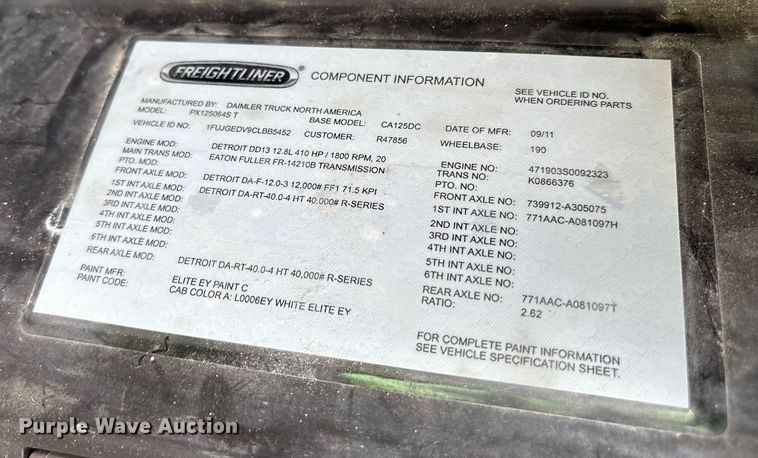 FREIGHTLINER ® COMPONENT INFORMATION
SEE VEHICLE ID NO.
WHEN ORDERING PARTS
MANUFACTURED BY: DAIMLER TRUCK NORTH AMERICA
MODEL: PX125064S T BASE MODEL: CA125DC DATE OF MFR: 09/11
VEHICLE ID NO: 1FUJGEDV9CLBB5452 CUSTOMER: R47856 WHEELBASE: 190
ENGINE MOD: DETROIT DD13 12.8L 410 HP / 1800 RPM, 20 ENGINE NO: 471903S0092323
MAIN TRANS MOD: EATON FULLER FR-14210B TRANSMISSION TRANS NO: K0866376
PTO. MOD: PTO. NO:
FRONT AXLE MOD: DETROIT DA-F-12.0-3 12,000# FF1 71.5 KPI FRONT AXLE NO: 739912-A305075
1ST INT AXLE MOD: DETROIT DA-RT-40.0-4 HT 40,000# R-SERIES 1ST INT AXLE NO: 771AAC-A081097H
2ND INT AXLE MOD: 2ND INT AXLE NO:
3RD INT AXLE MOD: 3RD INT AXLE NO:
4TH INT AXLE MOD: 4TH INT AXLE NO:
5TH INT AXLE MOD: 5TH INT AXLE NO:
6TH INT AXLE MOD: 6TH INT AXLE NO:
REAR AXLE MOD: DETROIT DA-RT-40.0-4 HT 40,000# R-SERIES REAR AXLE NO: 771AAC-A081097T
RATIO: 2.62
PAINT MFR: ELITE EY PAINT C
PAINT CODE: CAB COLOR A: L0006EY WHITE ELITE EY
FOR COMPLETE PAINT INFORMATION
SEE VEHICLE SPECIFICATION SHEET.
Purple Wave Auction